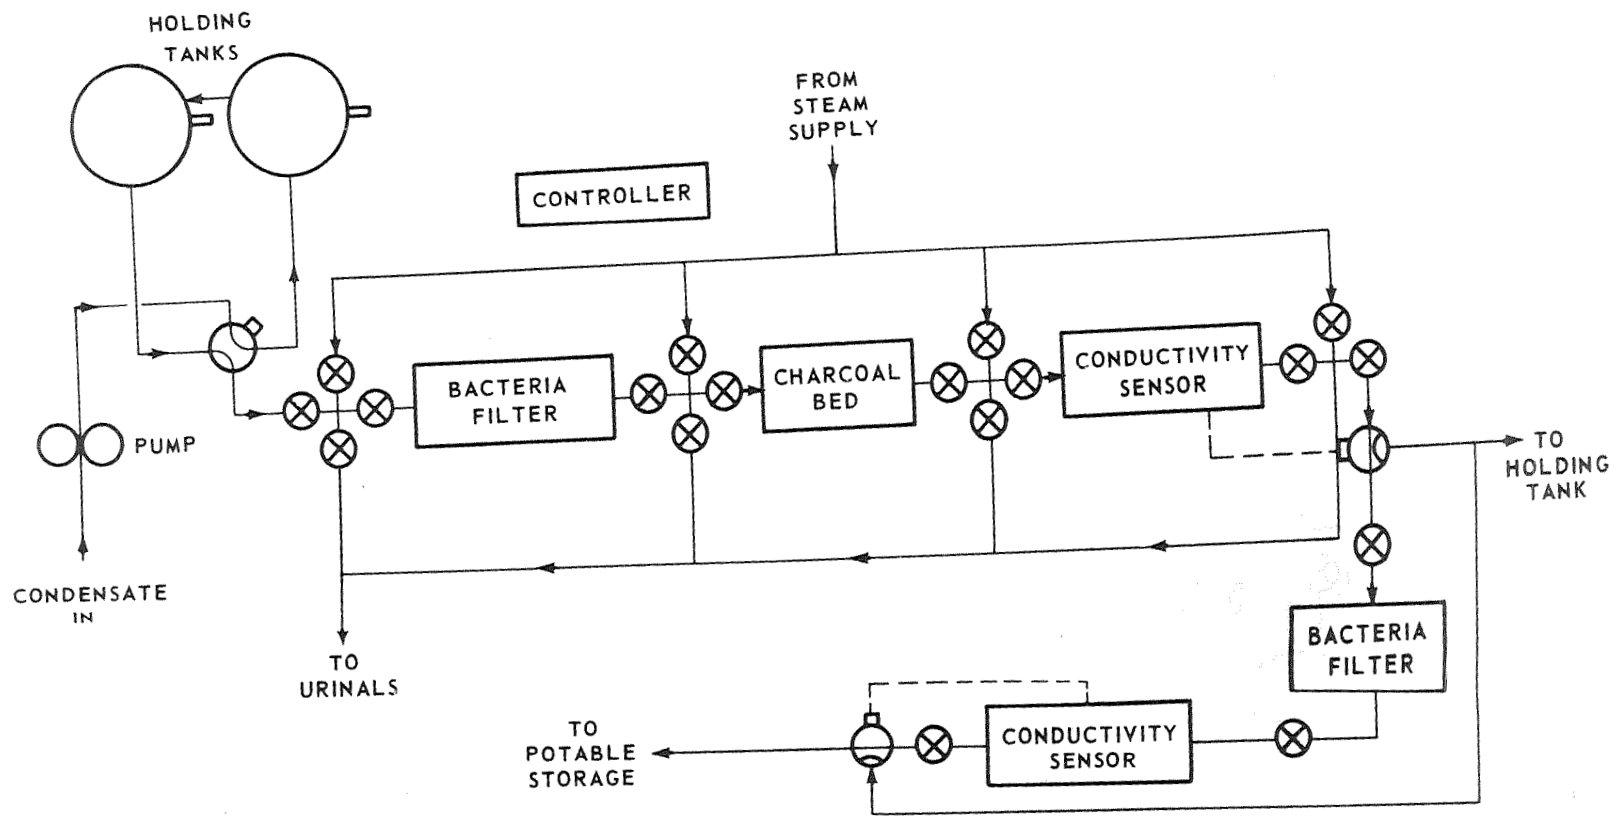 HOLDING
TANKS
FROM
STEAM
SUPPLY
CONTROLLER
BACTERIA
FILTER
CHARCOAL
BED
CONDUCTIVITY
SENSOR
PUMP
TO
HOLDING
TANK
CONDENSATE
IN
TO
URINALS
BACTERIA
FILTER
TO
POTABLE
STORAGE
CONDUCTIVITY
SENSOR